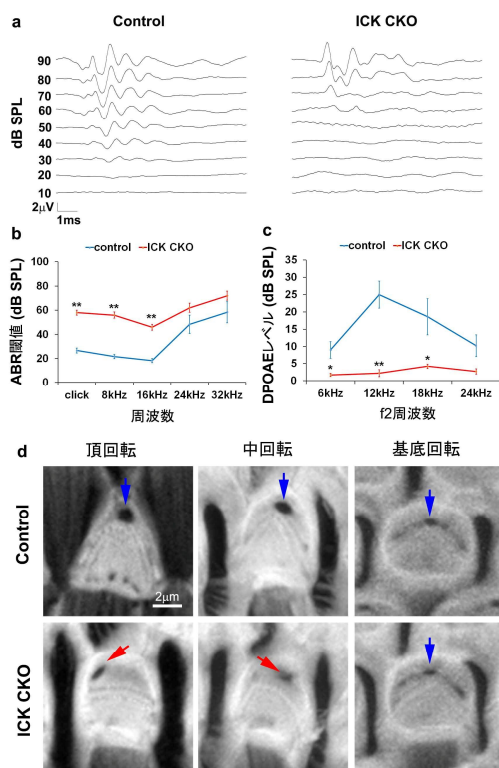 a
Control
ICK CKO
dB SPL
90
80
70
60
50
40
30
20
10
2μV
1ms
b
control
ICK CKO
ABR閾値 (dB SPL)
100
80
60
40
20
0
** ** **
click 8kHz 16kHz 24kHz 32kHz
周波数
c
control
ICK CKO
DPOAEレベル (dB SPL)
35
30
25
20
15
10
5
0
* ** *
6kHz 12kHz 18kHz 24kHz
f2周波数
d
頂回転 中回転 基底回転
Control
2μm
ICK CKO